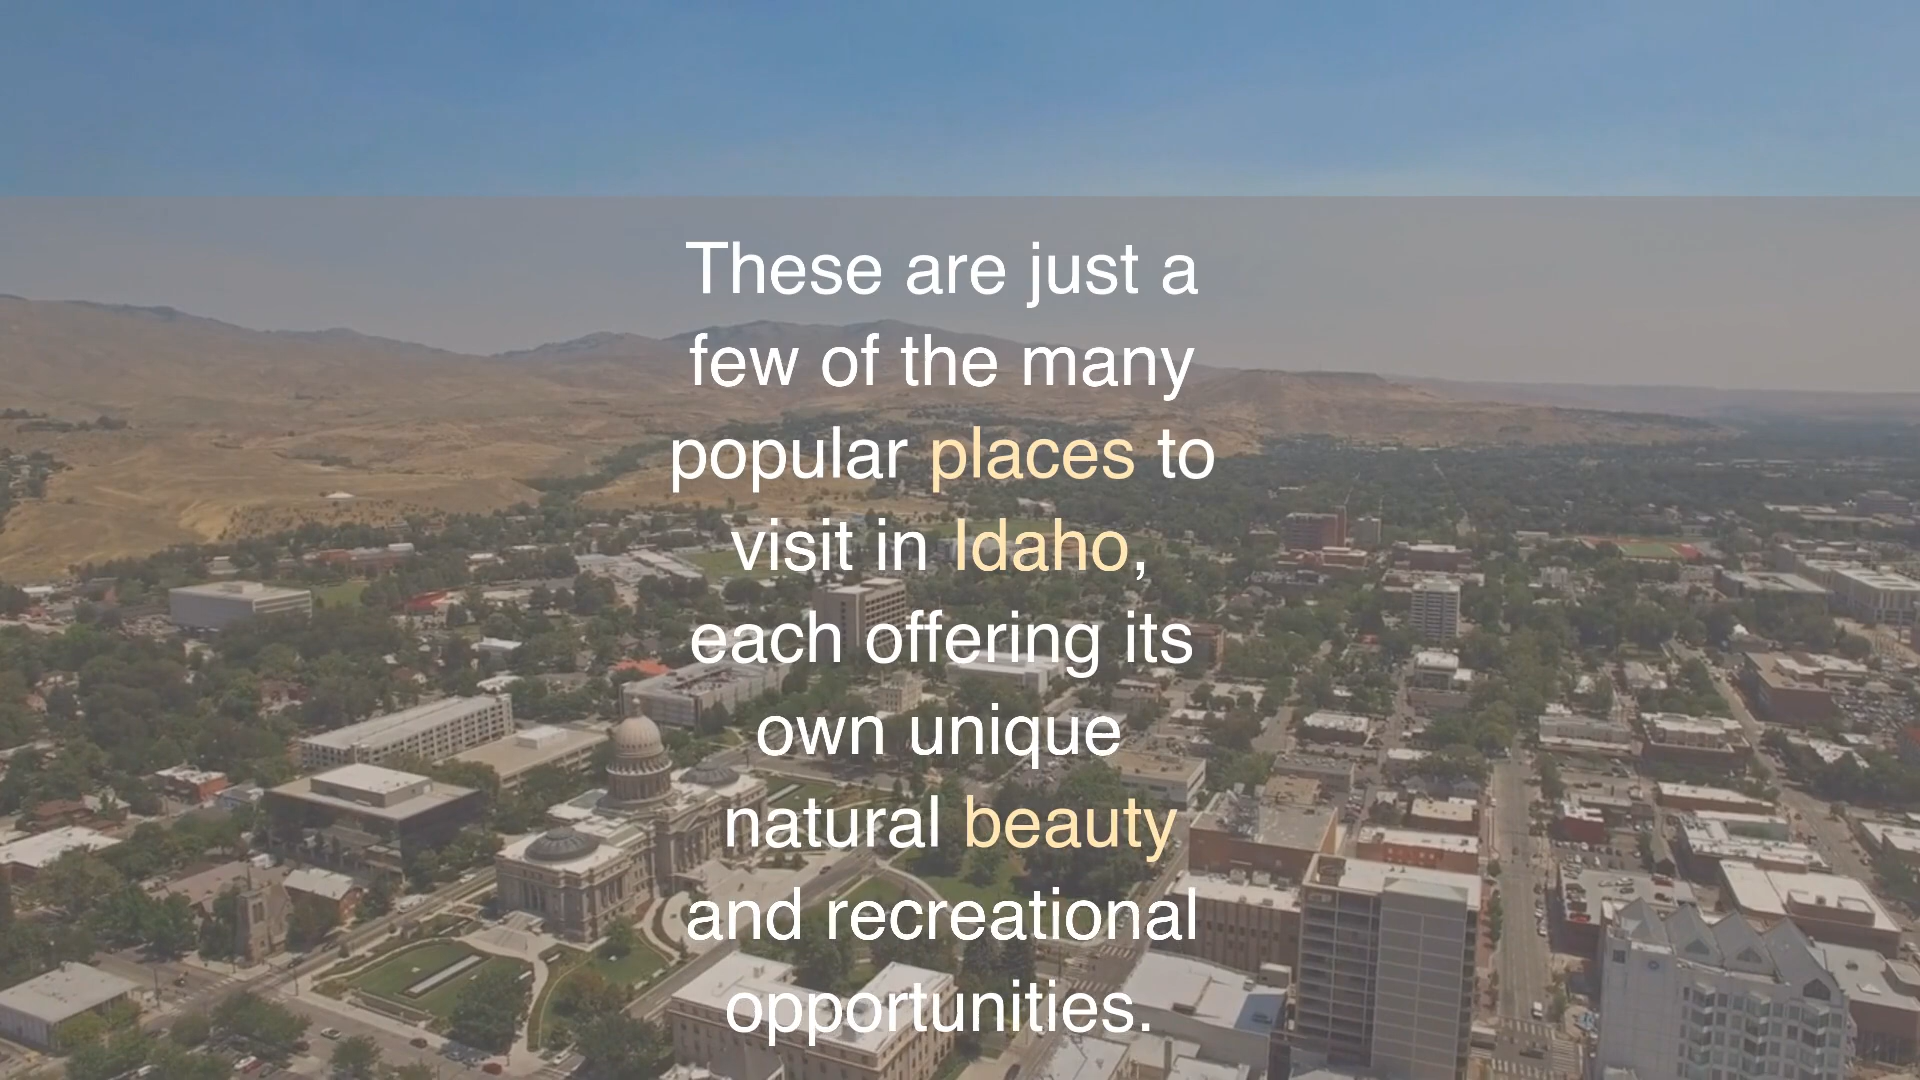 These are just a
few of the many
popular places to
visit in Idaho,
each offering its
own unique
natural beauty
and recreational
opportunities.